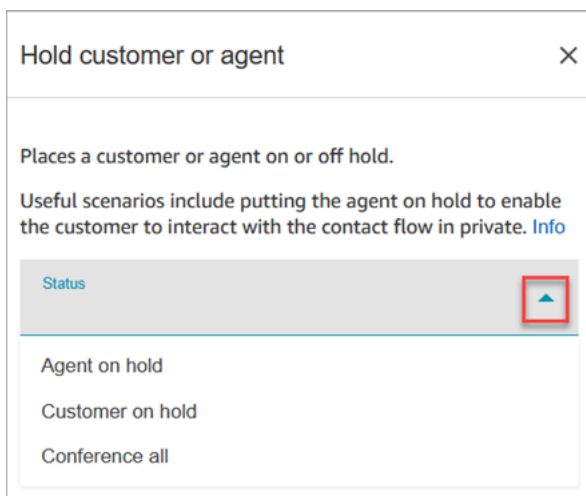 Hold customer or agent
Places a customer or agent on or off hold.
Useful scenarios include putting the agent on hold to enable
the customer to interact with the contact flow in private. Info
Status
Agent on hold
Customer on hold
Conference all